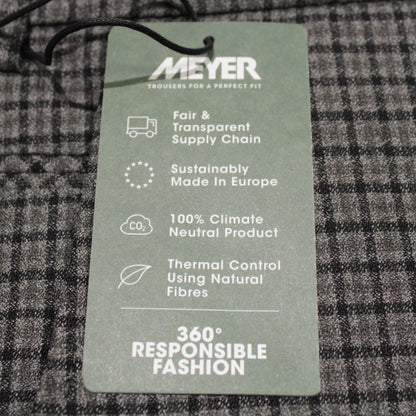 MEYER
TROUSERS FOR A PERFECT FIT
Fair &
Transparent
Supply Chain
Sustainably
Made In Europe
CO₂
100% Climate
Neutral Product
Thermal Control
Using Natural
Fibres
360°
RESPONSIBLE
FASHION